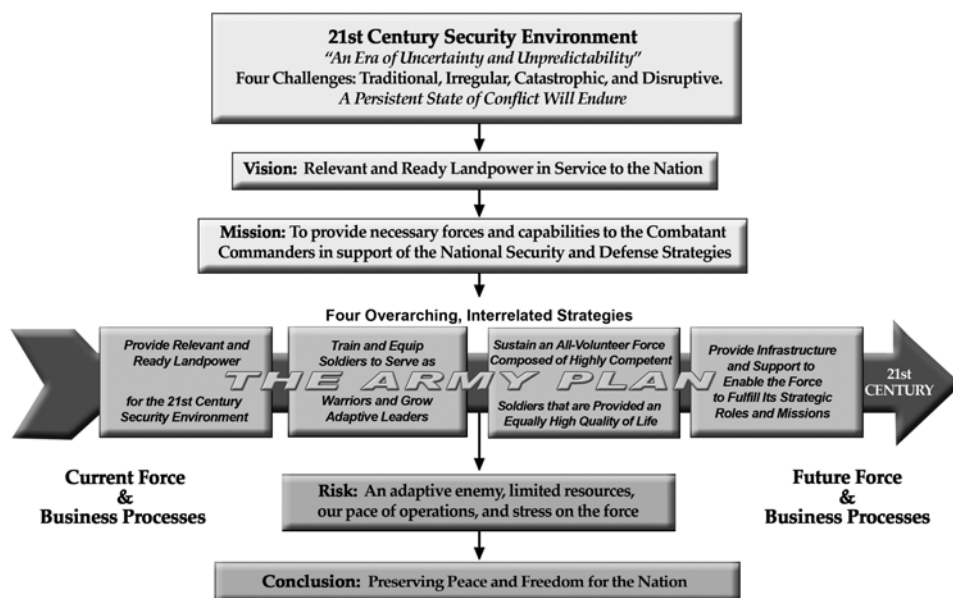 21st Century Security Environment
“An Era of Uncertainty and Unpredictability”
Four Challenges: Traditional, Irregular, Catastrophic, and Disruptive.
A Persistent State of Conflict Will Endure
Vision: Relevant and Ready Landpower in Service to the Nation
Mission: To provide necessary forces and capabilities to the Combatant
Commanders in support of the National Security and Defense Strategies
Four Overarching, Interrelated Strategies
Provide Relevant and
Ready Landpower
for the 21st Century
Security Environment
Train and Equip
Soldiers to Serve as
Warriors and Grow
Adaptive Leaders
Sustain an All-Volunteer Force
Composed of Highly Competent
Soldiers that are Provided an
Equally High Quality of Life
Provide Infrastructure
and Support to
Enable the Force
to Fulfill Its Strategic
Roles and Missions
THE ARMY PLAN
21st
CENTURY
Current Force
&
Business Processes
Future Force
&
Business Processes
Risk: An adaptive enemy, limited resources,
our pace of operations, and stress on the force
Conclusion: Preserving Peace and Freedom for the Nation